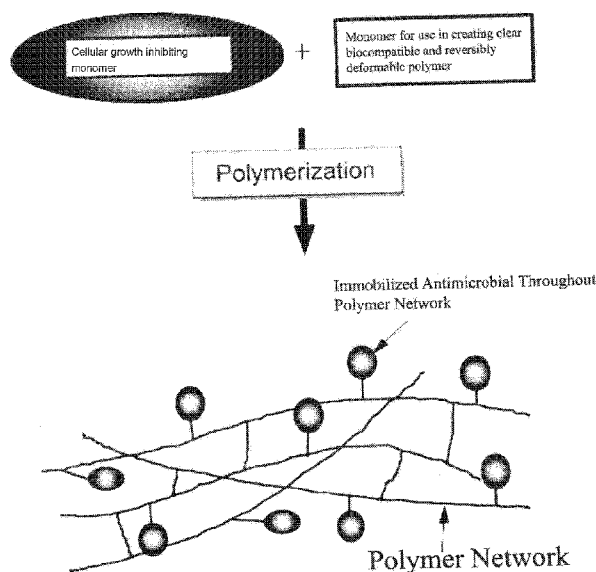 Cellular growth inhibiting
monomer
+
Monomer for use in creating clear
biocompatible and reversibly
deformable polymer
Polymerization
Immobilized Antimicrobial Throughout
Polymer Network
Polymer Network